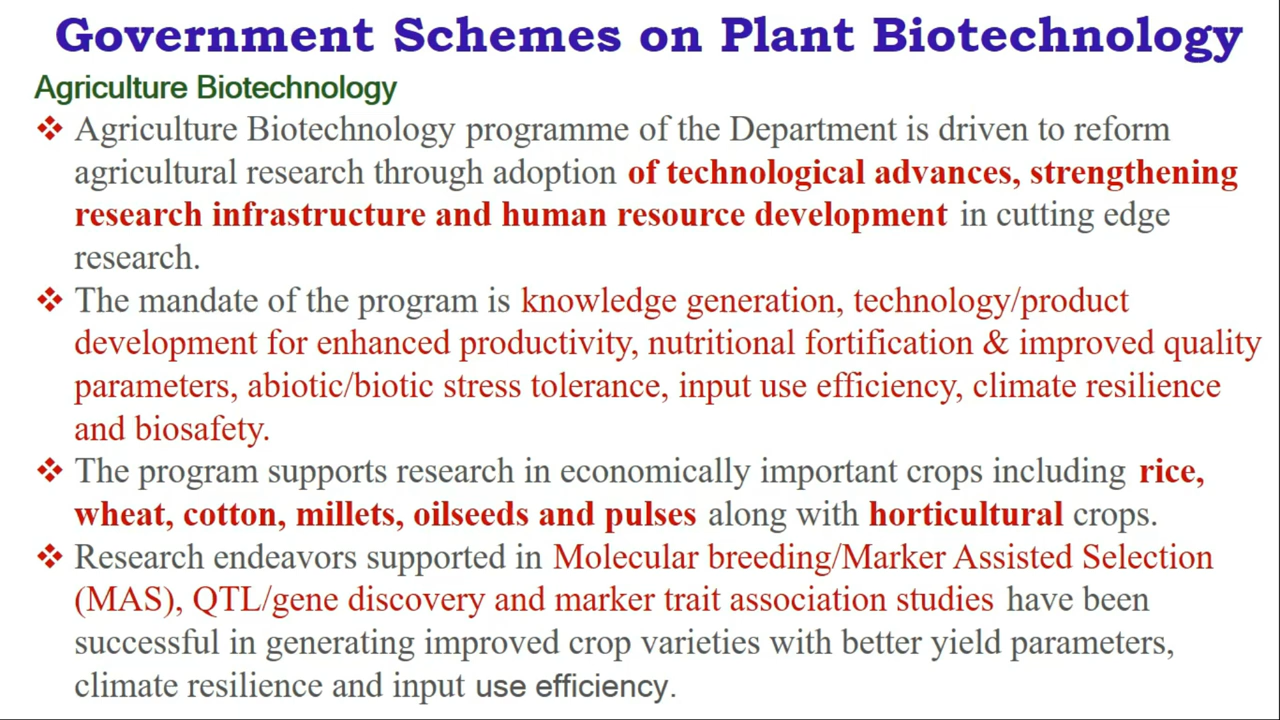 Government Schemes on Plant Biotechnology
Agriculture Biotechnology
❖ Agriculture Biotechnology programme of the Department is driven to reform
agricultural research through adoption of technological advances, strengthening
research infrastructure and human resource development in cutting edge
research.
❖ The mandate of the program is knowledge generation, technology/product
development for enhanced productivity, nutritional fortification & improved quality
parameters, abiotic/biotic stress tolerance, input use efficiency, climate resilience
and biosafety.
❖ The program supports research in economically important crops including rice,
wheat, cotton, millets, oilseeds and pulses along with horticultural crops.
❖ Research endeavors supported in Molecular breeding/Marker Assisted Selection
(MAS), QTL/gene discovery and marker trait association studies have been
successful in generating improved crop varieties with better yield parameters,
climate resilience and input use efficiency.